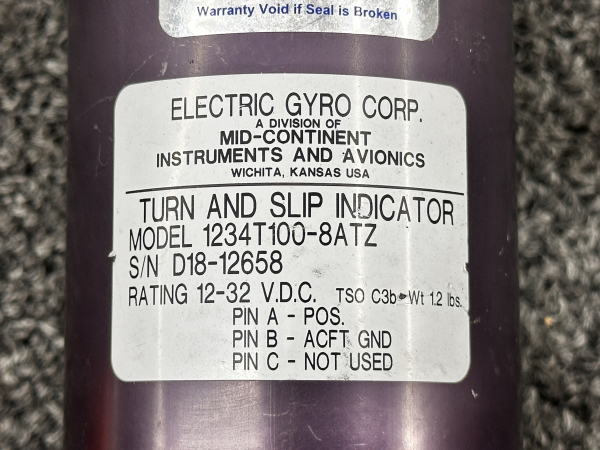 Warranty Void if Seal is Broken
ELECTRIC GYRO CORP.
A DIVISION OF
MID-CONTINENT
INSTRUMENTS AND AVIONICS
WICHITA, KANSAS USA
TURN AND SLIP INDICATOR
MODEL 1234T100-8ATZ
S/N D18-12658
RATING 12-32 V.D.C. TSO C3b Wt 1.2 lbs.
PIN A - POS.
PIN B - ACFT GND
PIN C - NOT USED